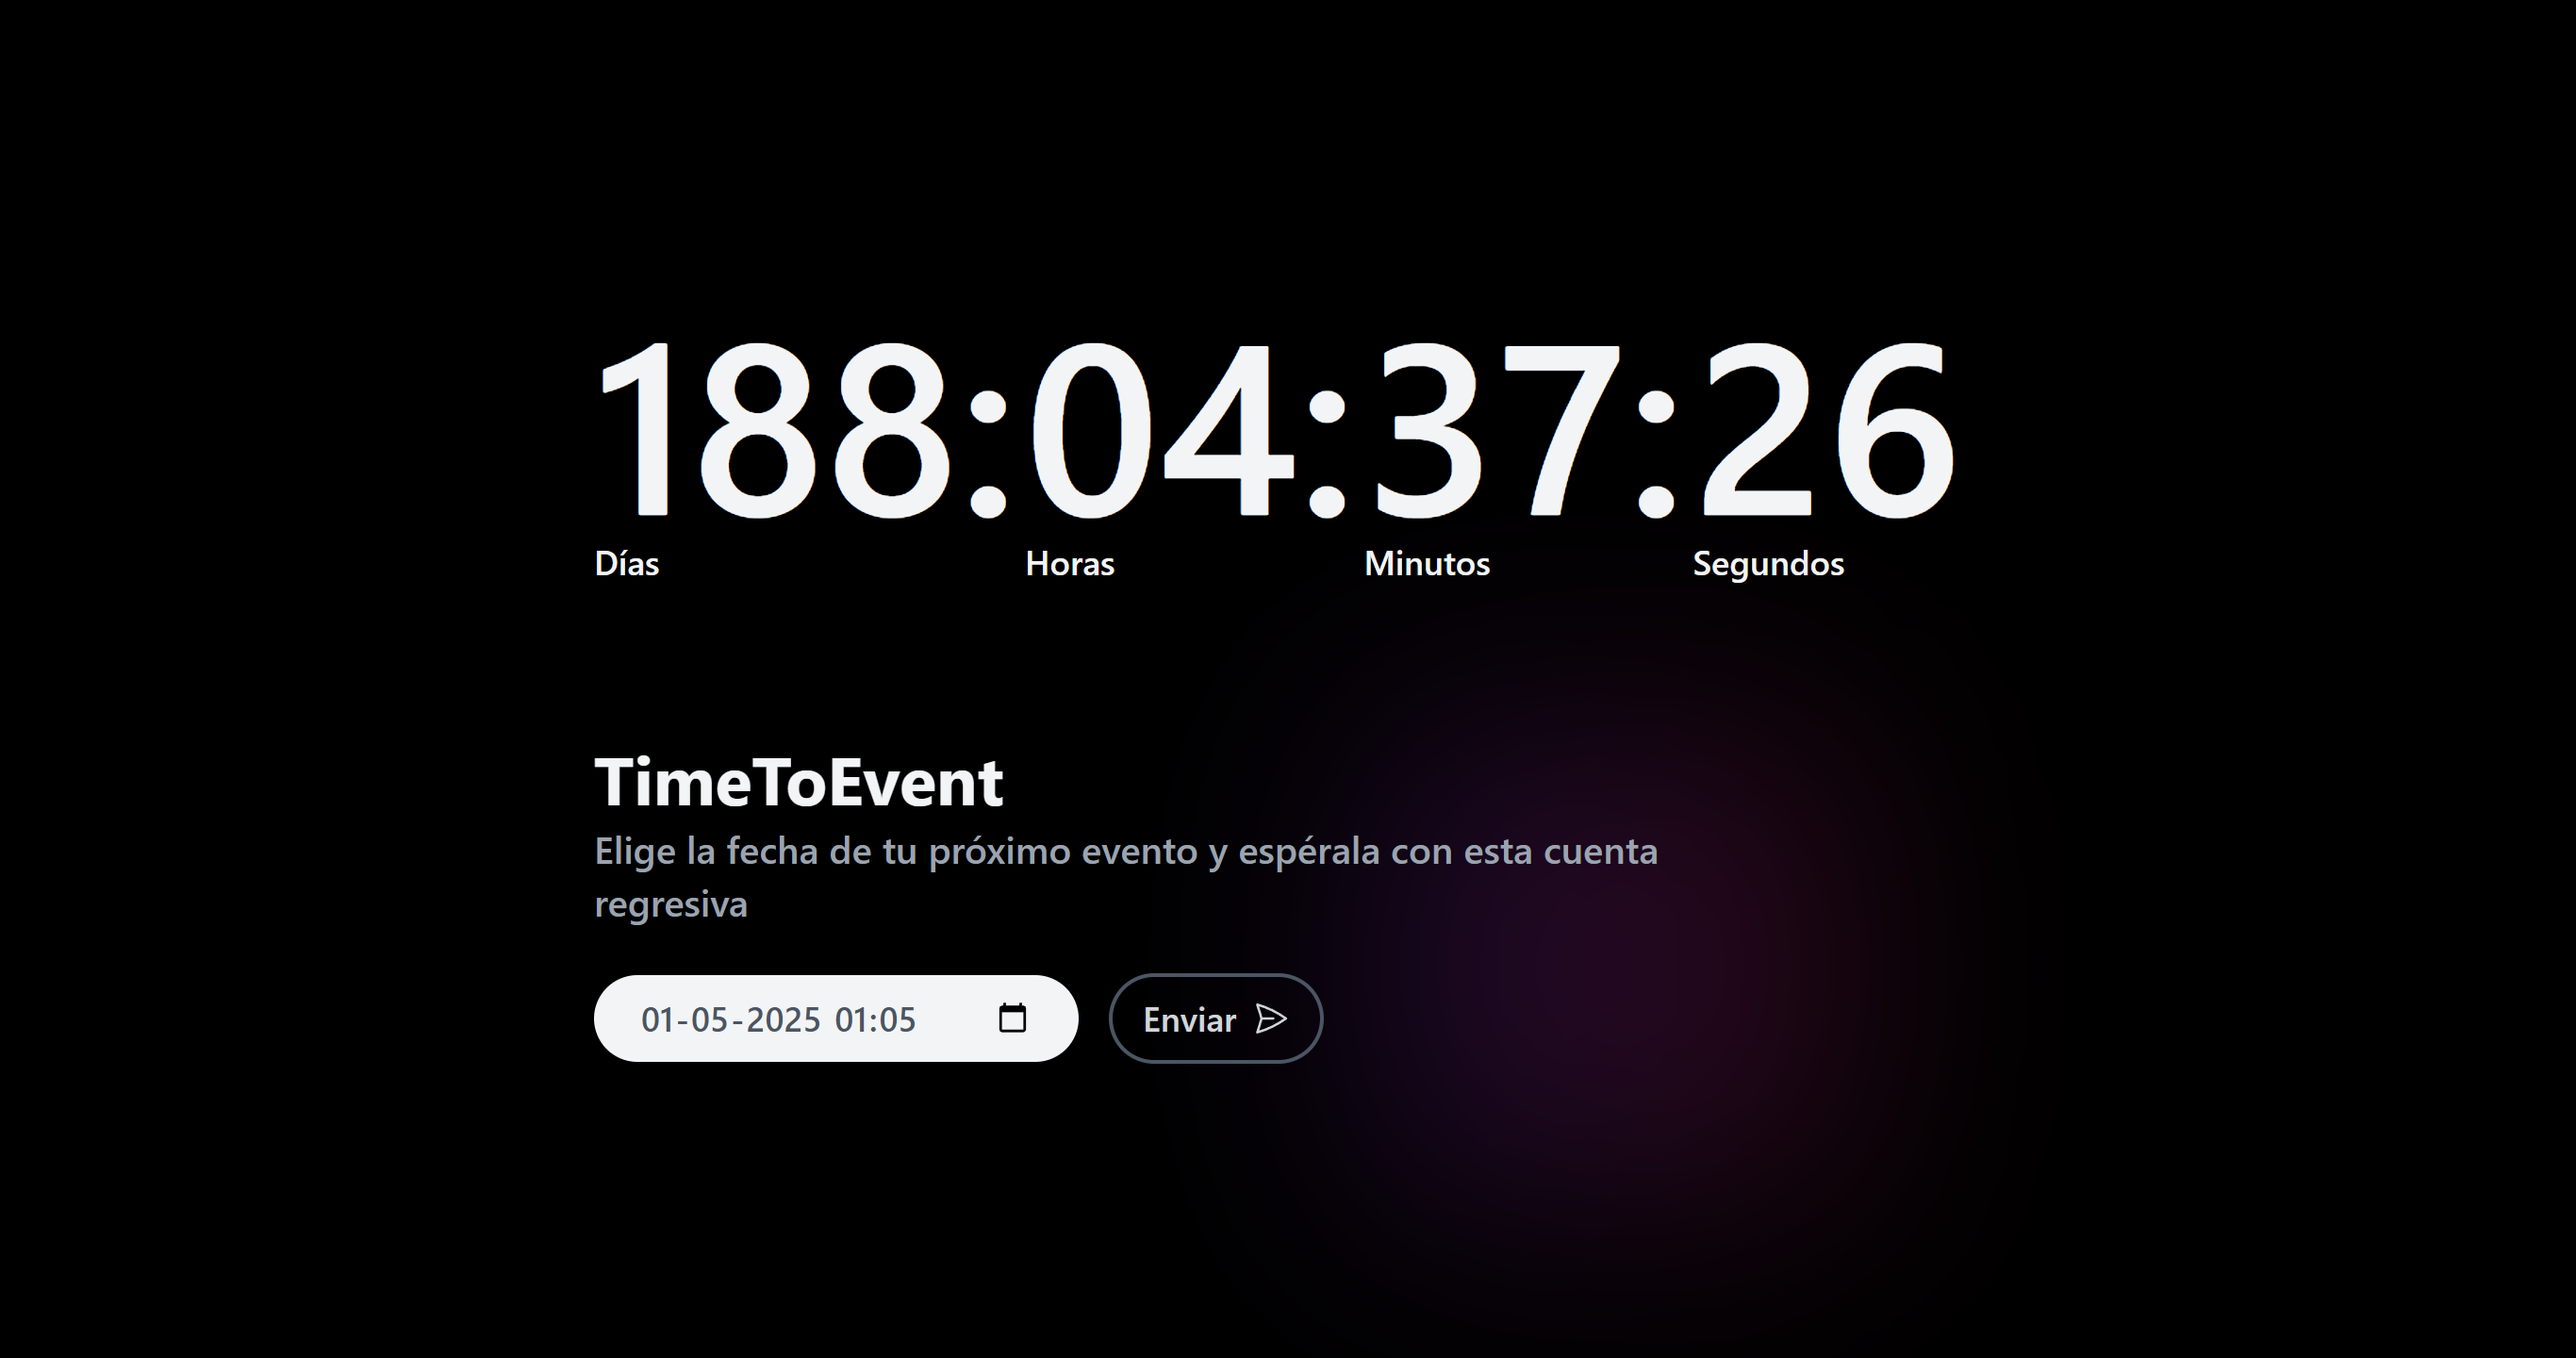 188:04:37:26
Días Horas Minutos Segundos
TimeToEvent
Elige la fecha de tu próximo evento y espérala con esta cuenta
regresiva
01-05-2025 01:05
Enviar